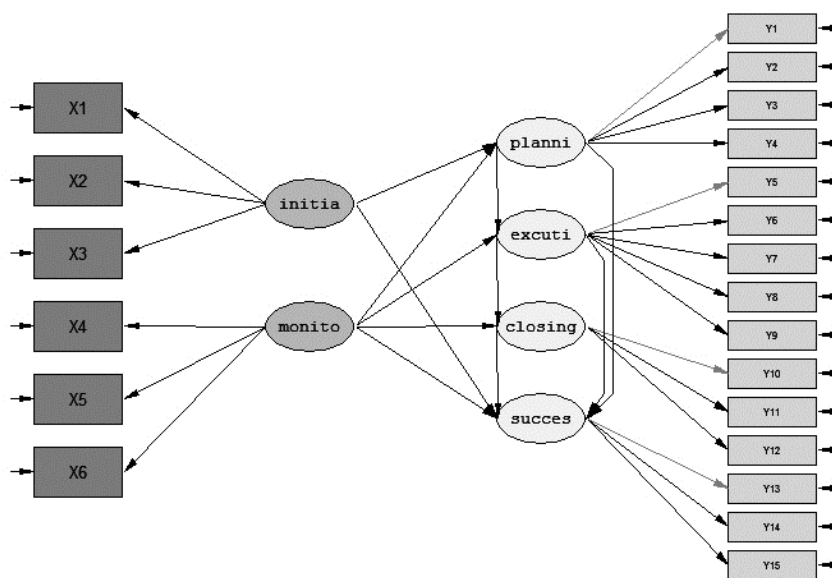 X1
X2
X3
X4
X5
X6
initia
monito
planni
excuti
closing
succes
Y1
Y2
Y3
Y4
Y5
Y6
Y7
Y8
Y9
Y10
Y11
Y12
Y13
Y14
Y15